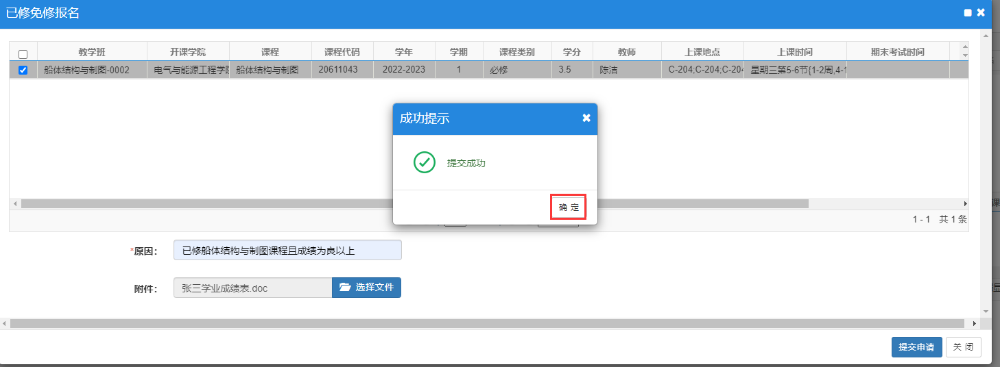 已修免修报名
教学班 开课学院 课程 课程代码 学年 学期 课程类别 学分 教师 上课地点 上课时间 期末考试时间
船体结构与制图-0002 电气与能源工程学院 船体结构与制图 20611043 2022-2023 1 必修 3.5 陈洁 C-204;C-204;C-204 星期三第5-6节{1-2周,4-1
成功提示
提交成功
确 定
1 - 1 共 1 条
*原因：
已修船体结构与制图课程且成绩为良以上
附件：
张三学业成绩表.doc
选择文件
提交申请
关 闭